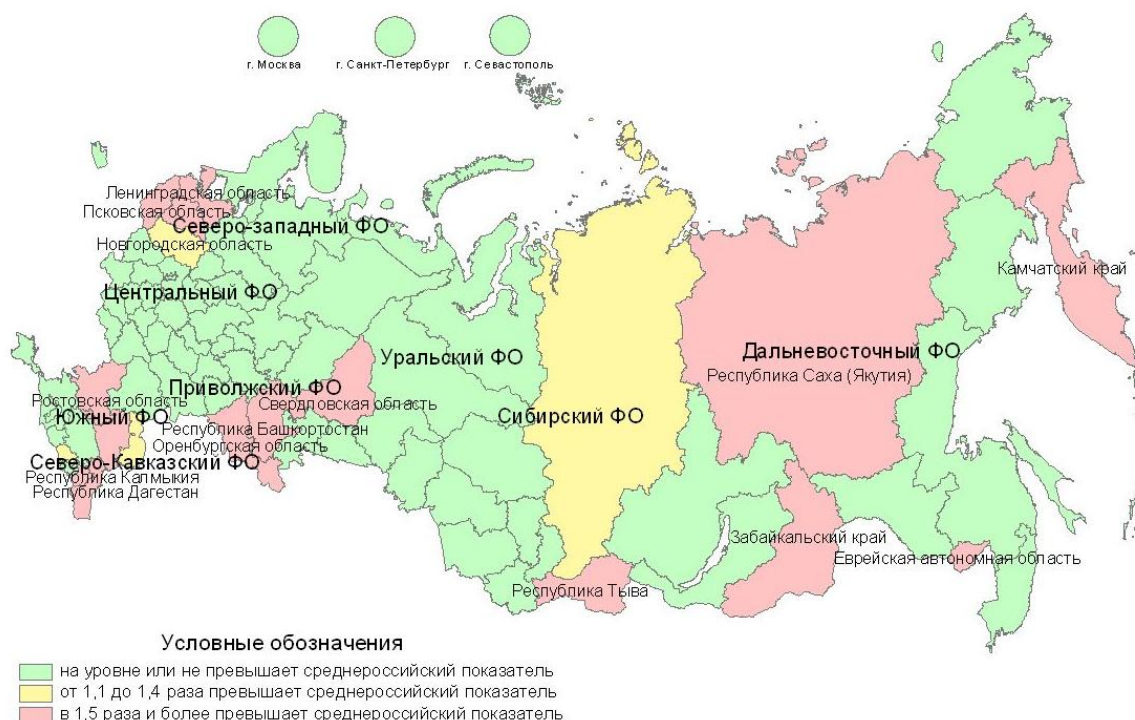 г. Москва
г. Санкт-Петербург
г. Севастополь
Ленинградская область
Псковская область
Северо-западный ФО
Новгородская область
Камчатский край
Центральный ФО
Уральский ФО
Дальневосточный ФО
Республика Саха (Якутия)
Приволжский ФО
Ростовская область
Свердловская область
Южный ФО
Сибирский ФО
Республика Башкортостан
Оренбургская область
Северо-Кавказский ФО
Республика Калмыкия
Республика Дагестан
Забайкальский край
Еврейская автономная область
Республика Тыва
Условные обозначения
на уровне или не превышает среднероссийский показатель
от 1,1 до 1,4 раза превышает среднероссийский показатель
в 1,5 раза и более превышает среднероссийский показатель